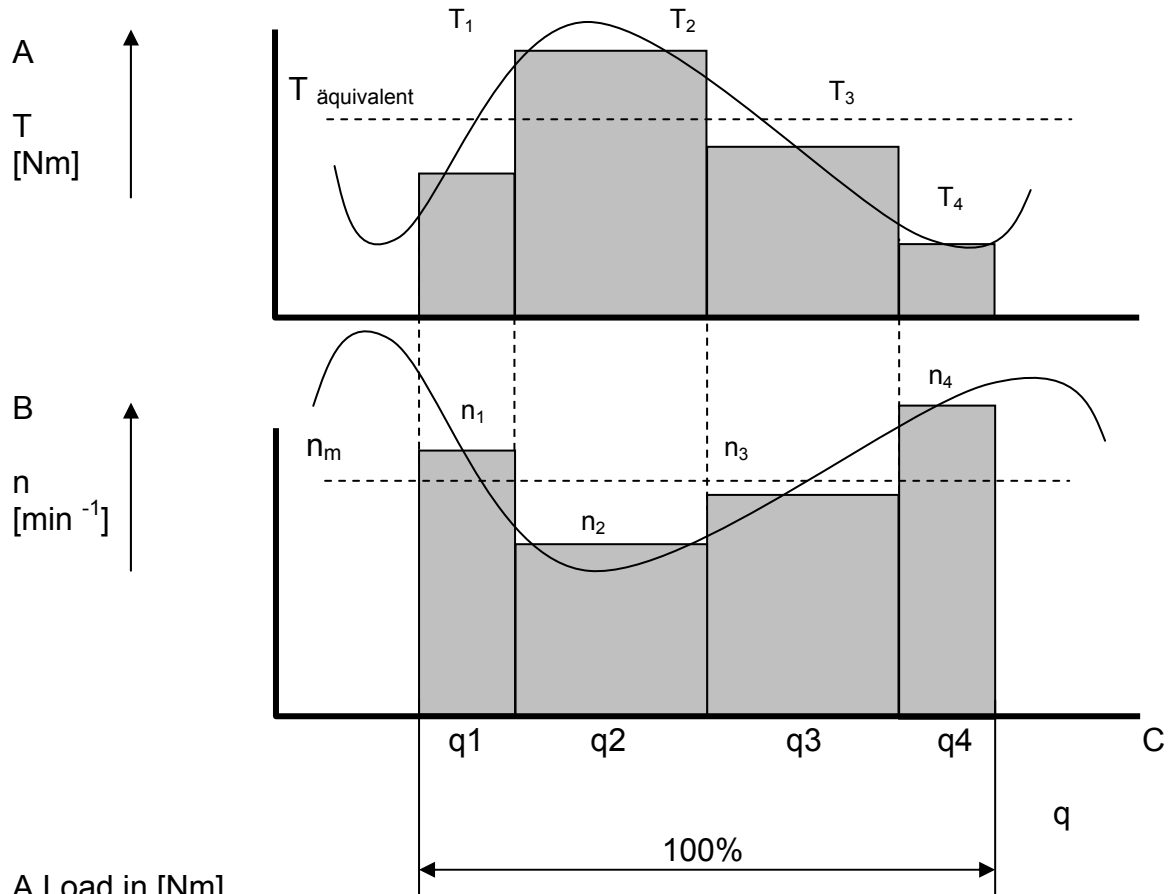 A
T
[Nm]
T₁
T₂
T äquivalent
T₃
T₄
B
n
[min ⁻¹]
n₁
nₘ
n₂
n₃
n₄
q1 q2 q3 q4 C
q
100%
A Load in [Nm]